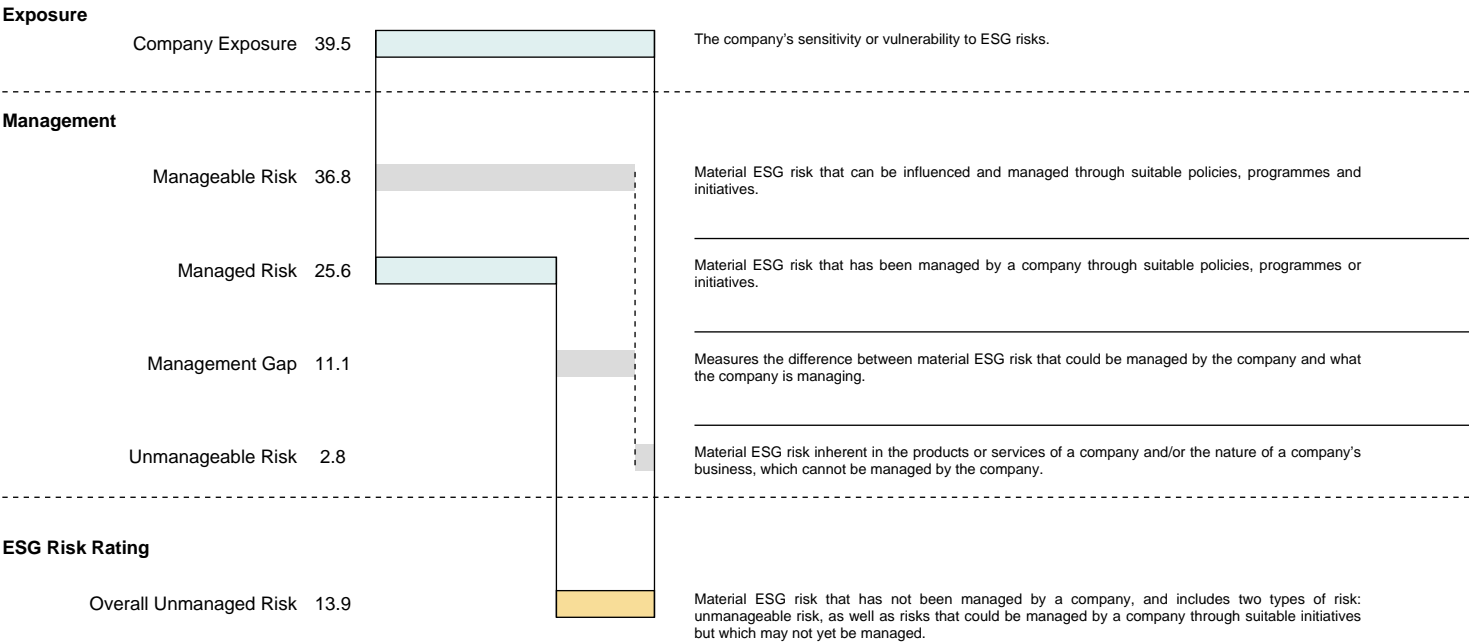 Exposure
Company Exposure 39.5
The company's sensitivity or vulnerability to ESG risks.
Management
Manageable Risk 36.8
Material ESG risk that can be influenced and managed through suitable policies, programmes and
initiatives.
Managed Risk 25.6
Material ESG risk that has been managed by a company through suitable policies, programmes or
initiatives.
Management Gap 11.1
Measures the difference between material ESG risk that could be managed by the company and what
the company is managing.
Unmanageable Risk 2.8
Material ESG risk inherent in the products or services of a company and/or the nature of a company's
business, which cannot be managed by the company.
ESG Risk Rating
Overall Unmanaged Risk 13.9
Material ESG risk that has not been managed by a company, and includes two types of risk:
unmanageable risk, as well as risks that could be managed by a company through suitable initiatives
but which may not yet be managed.